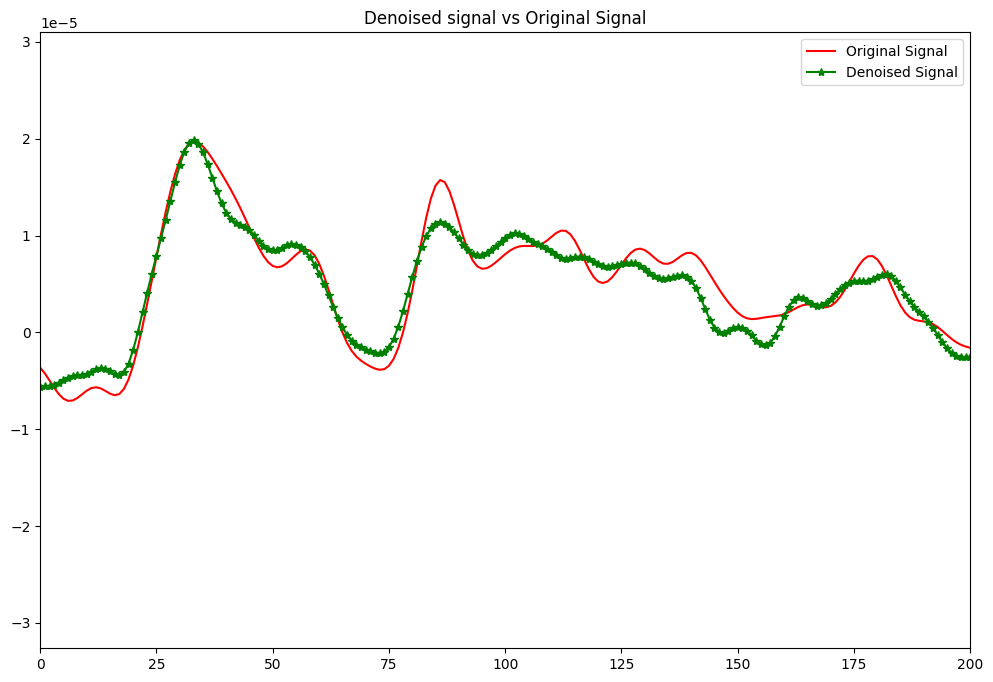 Denoised signal vs Original Signal
1e−5
Original Signal
Denoised Signal
3
2
1
0
−1
−2
−3
0 25 50 75 100 125 150 175 200